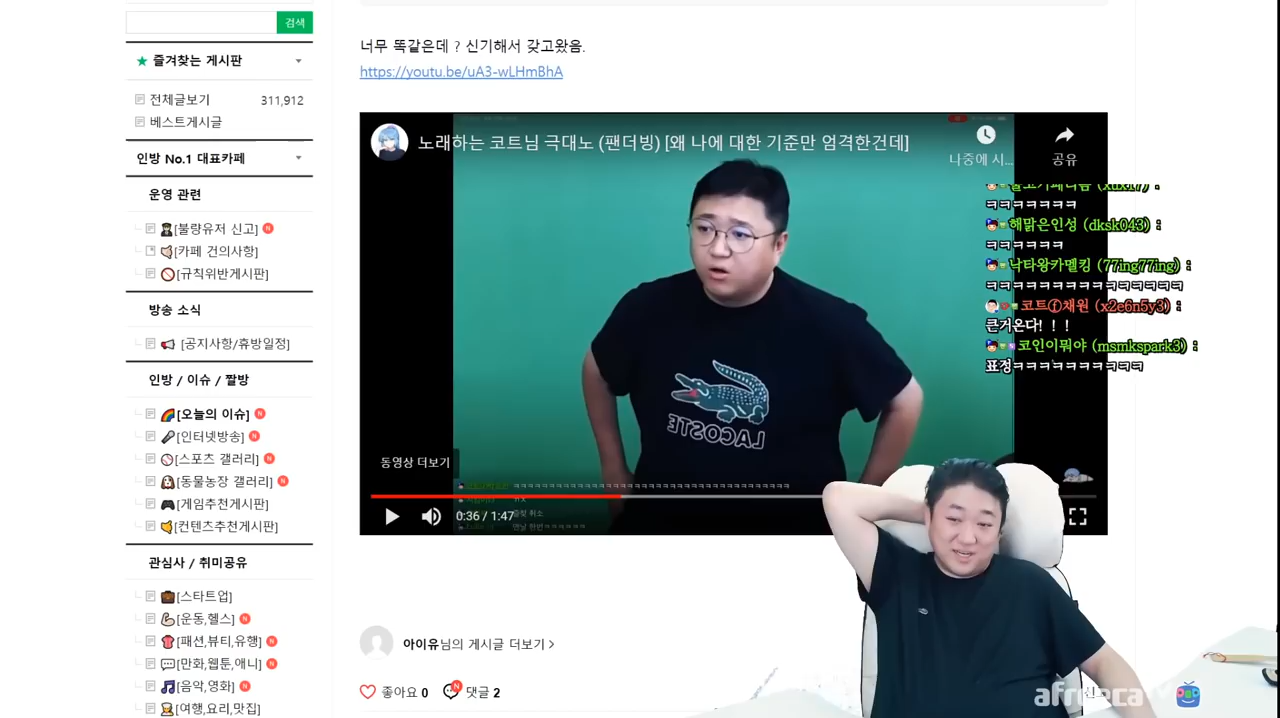 검색
너무 똑같은데 ? 신기해서 갖고왔음.
https://youtu.be/uA3-wLHmBhA
즐겨찾는 게시판
전체글보기 311,912
베스트게시글
인방 No.1 대표카페
운영 관련
[불량유저 신고]
[카페 건의사항]
[규칙위반게시판]
방송 소식
[공지사항/휴방일정]
인방 / 이슈 / 짤방
[오늘의 이슈]
[인터넷방송]
[스포츠 갤러리]
[동물농장 갤러리]
[게임추천게시판]
[컨텐츠추천게시판]
관심사 / 취미공유
[스타트업]
[운동,헬스]
[패션,뷰티,유행]
[만화,웹툰,애니]
[음악,영화]
[여행,요리,맛집]
노래하는 코트님 극대노 (팬더빙) [왜 나에 대한 기준만 엄격한건데]
나중에 시...
공유
ㅋㅋㅋㅋㅋㅋㅋ
해맑은인성 (dksk043) :
ㅋㅋㅋㅋㅋㅋ
낙타왕카멜킹 (77ing77ing) :
ㅋㅋㅋㅋㅋㅋㅋㅋㅋㅋㅋㅋㅋㅋㅋ
코트ⓕ채원 (x2e6n5y3) :
큰거온다! ! !
코인이뭐야 (msmkspark3) :
표정ㅋㅋㅋㅋㅋㅋㅋㅋㅋㅋ
LACOSTE
동영상 더보기
0:36 / 1:47
아이유님의 게시글 더보기
좋아요 0 댓글 2
afreecaTV